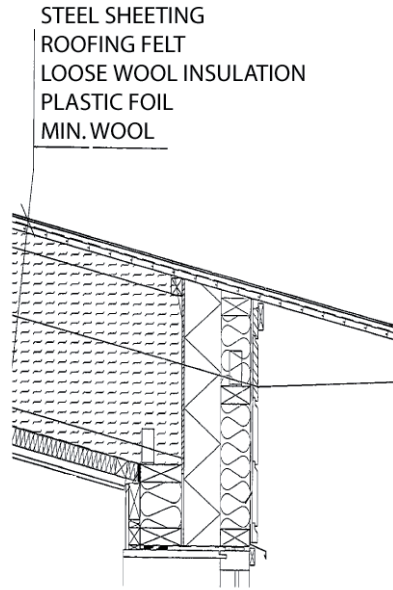 STEEL SHEETING
ROOFING FELT
LOOSE WOOL INSULATION
PLASTIC FOIL
MIN. WOOL